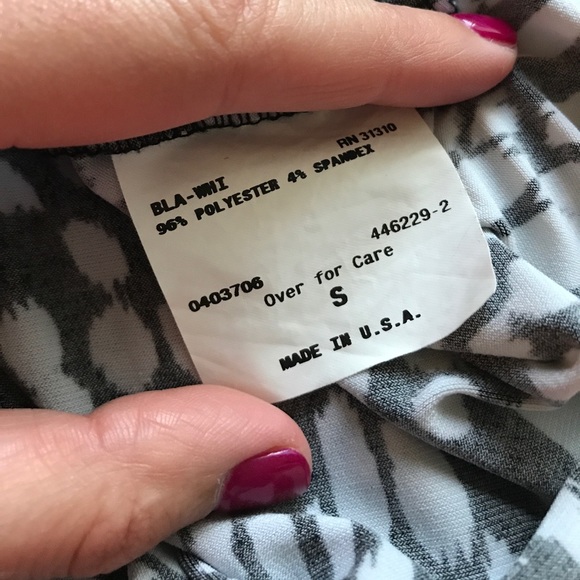 RN 31310
BLA-WHI
96% POLYESTER 4% SPANDEX
446229-2
0403706
Over for Care
S
MADE IN U.S.A.